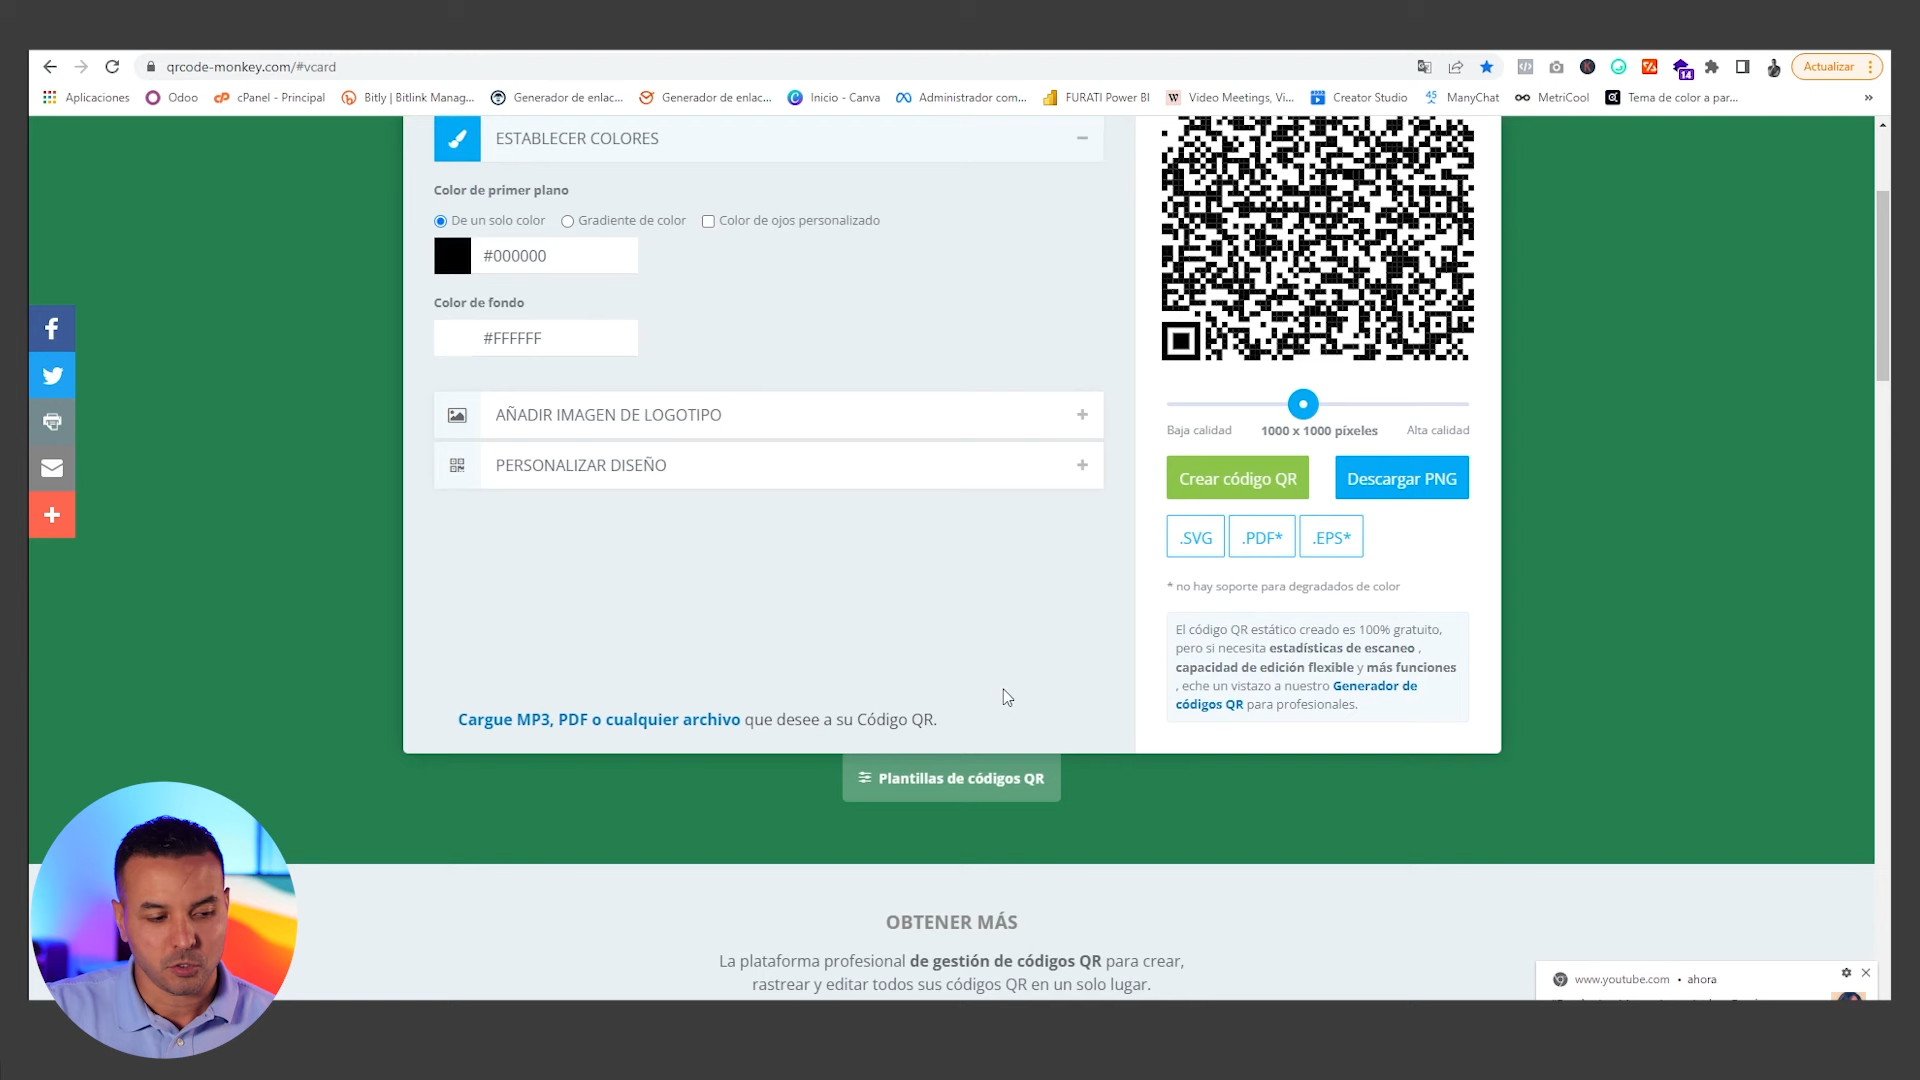 qrcode-monkey.com/#vcard
Actualizar
14
Aplicaciones
Odoo
cPanel - Principal
Bitly | Bitlink Manag...
Generador de enlac...
Generador de enlac...
Inicio - Canva
Administrador com...
FURATI Power BI
W
Video Meetings, Vi...
Creator Studio
45
ManyChat
MetriCool
Tema de color a par...
»
ESTABLECER COLORES
Color de primer plano
De un solo color
Gradiente de color
Color de ojos personalizado
#000000
Color de fondo
#FFFFFF
AÑADIR IMAGEN DE LOGOTIPO
PERSONALIZAR DISEÑO
Cargue MP3, PDF o cualquier archivo que desee a su Código QR.
Baja calidad
1000 x 1000 píxeles
Alta calidad
Crear código QR
Descargar PNG
.SVG
.PDF*
.EPS*
* no hay soporte para degradados de color
El código QR estático creado es 100% gratuito,
pero si necesita estadísticas de escaneo ,
capacidad de edición flexible y más funciones
, eche un vistazo a nuestro Generador de
códigos QR para profesionales.
Plantillas de códigos QR
OBTENER MÁS
La plataforma profesional de gestión de códigos QR para crear,
rastrear y editar todos sus códigos QR en un solo lugar.
www.youtube.com • ahora